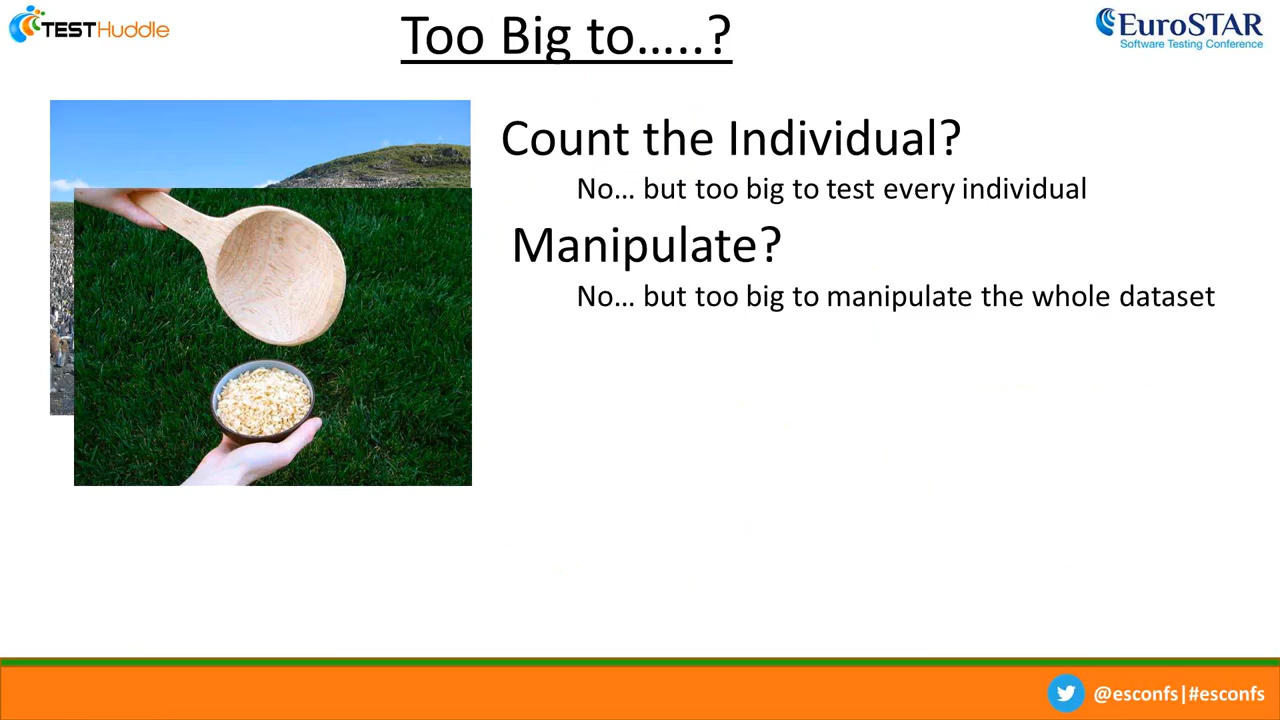 TESTHuddle
Too Big to…..?
EuroSTAR
Software Testing Conference
Count the Individual?
No… but too big to test every individual
Manipulate?
No… but too big to manipulate the whole dataset
@esconfs|#esconfs